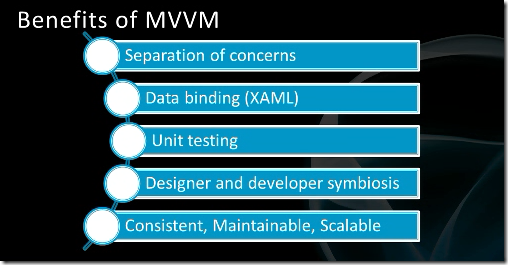 Benefits of MVVM
Separation of concerns
Data binding (XAML)
Unit testing
Designer and developer symbiosis
Consistent, Maintainable, Scalable